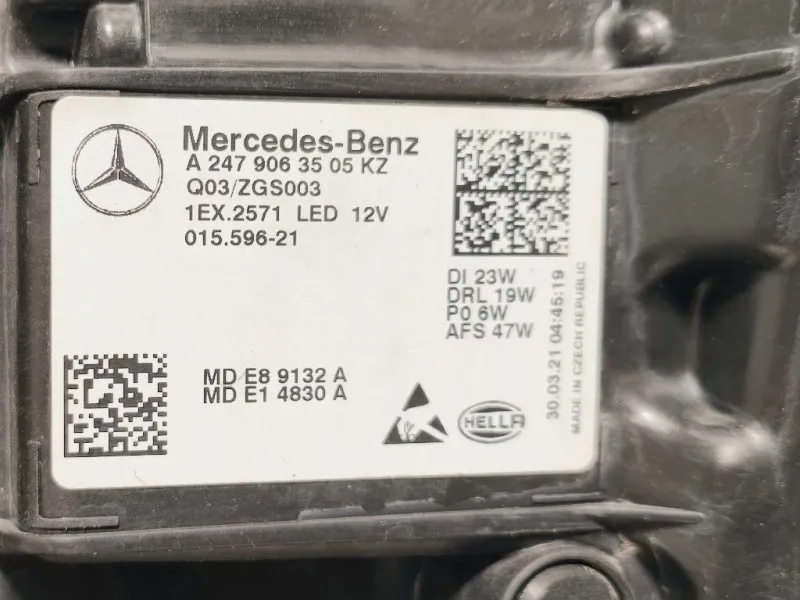 Mercedes-Benz
A 247 906 35 05 KZ
Q03/ZGS003
1EX.2571 LED 12V
015.596-21
DI 23W
DRL 19W
PO 6W
AFS 47W
MD E8 9132 A
MD E1 4830 A
HELLA
30.03.21 04:45:19
MADE IN CZECH REPUBLIC